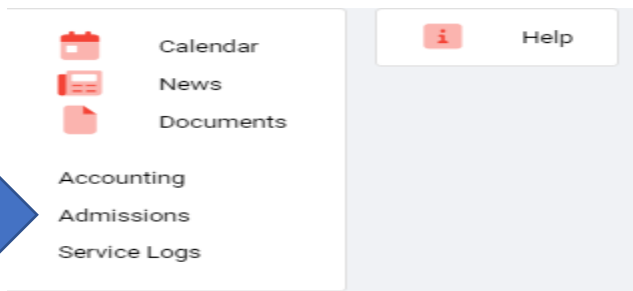 Calendar
News
Documents
Accounting
Admissions
Service Logs
Help